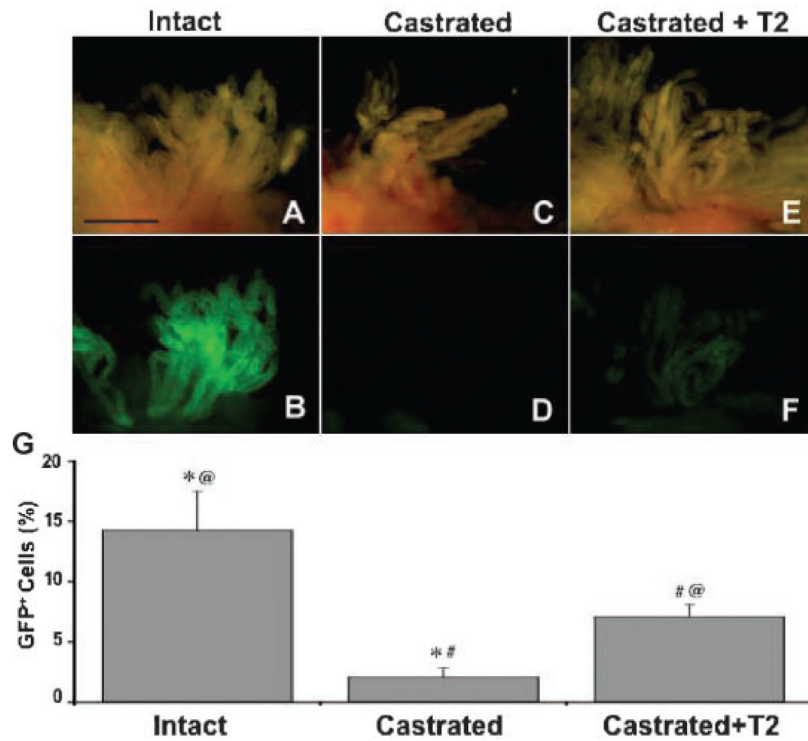 Intact Castrated Castrated + T2
A C E
B D F
G
20
15
10
5
0
GFP+ Cells (%)
*@
*#
#@
Intact Castrated Castrated+T2